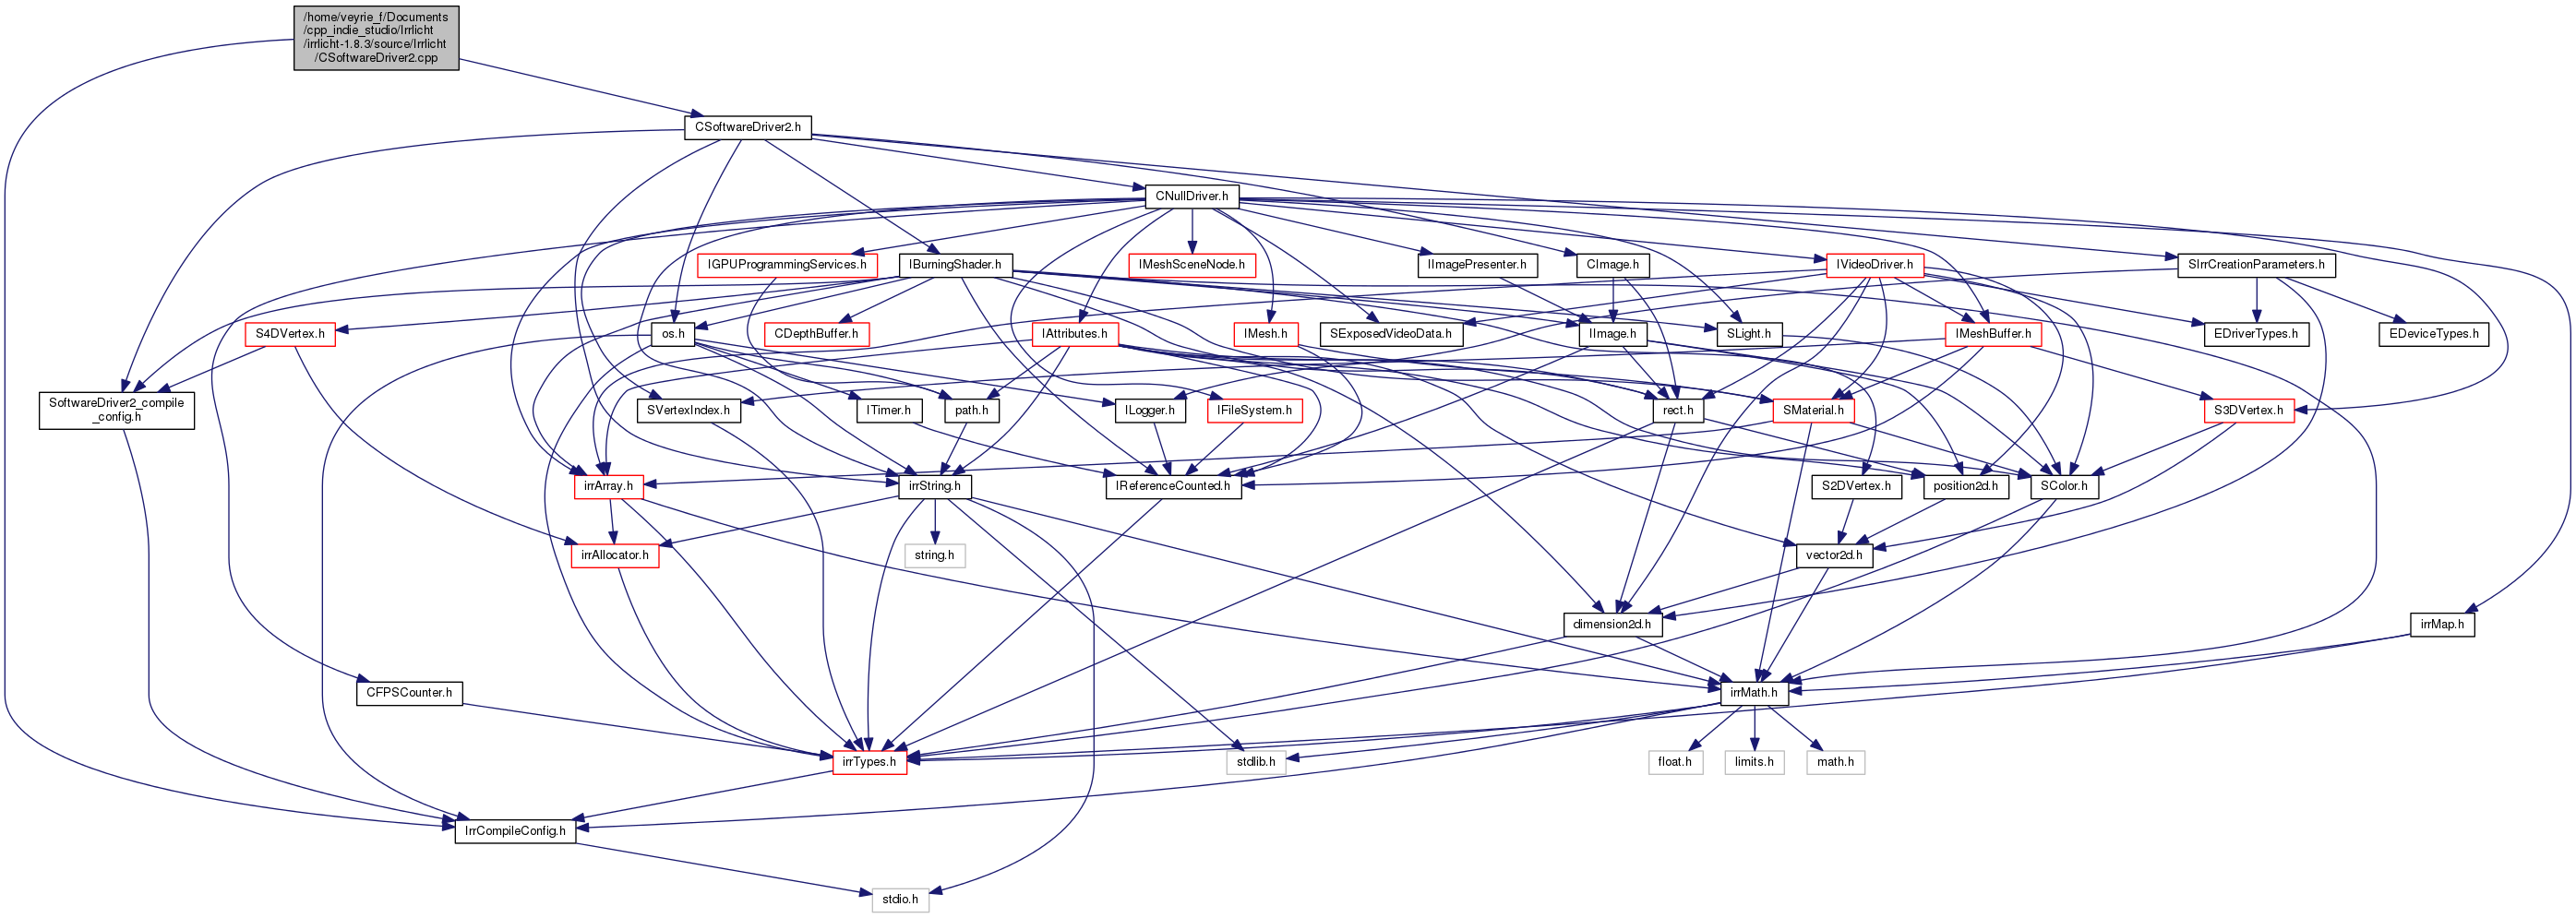 /home/veyrie_f/Documents
/cpp_indie_studio/Irrlicht
/irrlicht-1.8.3/source/Irrlicht
/CSoftwareDriver2.cpp
CSoftwareDriver2.h
CNullDriver.h
IGPUProgrammingServices.h
IBurningShader.h
IMeshSceneNode.h
IImagePresenter.h
CImage.h
IVideoDriver.h
SIrrCreationParameters.h
S4DVertex.h
os.h
CDepthBuffer.h
IAttributes.h
IMesh.h
SExposedVideoData.h
IImage.h
SLight.h
IMeshBuffer.h
EDriverTypes.h
EDeviceTypes.h
SoftwareDriver2_compile
_config.h
SVertexIndex.h
ITimer.h
path.h
ILogger.h
IFileSystem.h
rect.h
SMaterial.h
S3DVertex.h
irrArray.h
irrString.h
IReferenceCounted.h
S2DVertex.h
position2d.h
SColor.h
irrAllocator.h
string.h
vector2d.h
dimension2d.h
irrMap.h
CFPSCounter.h
irrMath.h
irrTypes.h
stdlib.h
float.h
limits.h
math.h
IrrCompileConfig.h
stdio.h